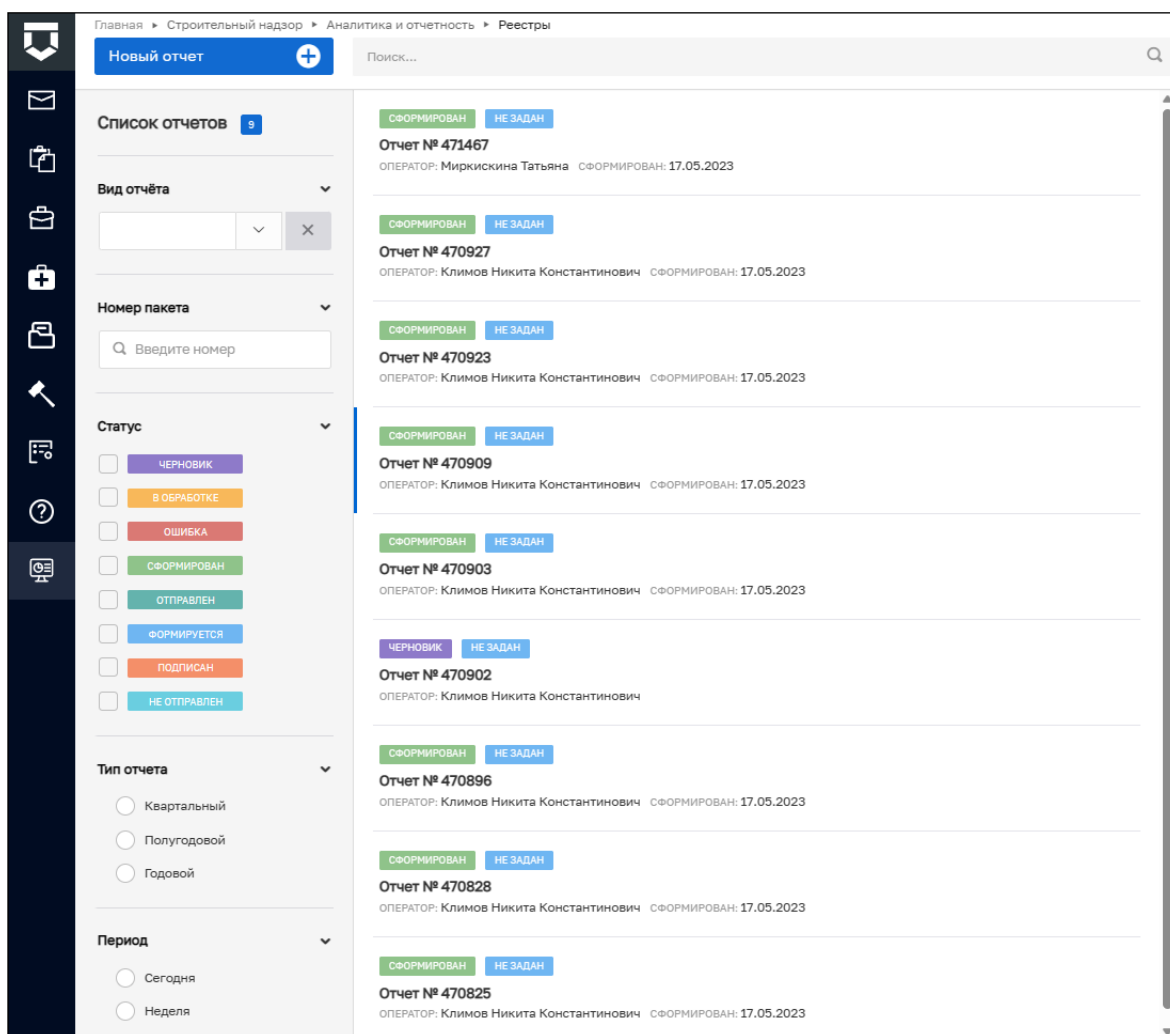 Главная ▸ Строительный надзор ▸ Аналитика и отчетность ▸ Реестры
Новый отчет
Поиск...
Список отчетов 9
Вид отчёта
Номер пакета
Введите номер
Статус
ЧЕРНОВИК
В ОБРАБОТКЕ
ОШИБКА
СФОРМИРОВАН
ОТПРАВЛЕН
ФОРМИРУЕТСЯ
ПОДПИСАН
НЕ ОТПРАВЛЕН
Тип отчета
Квартальный
Полугодовой
Годовой
Период
Сегодня
Неделя
СФОРМИРОВАН НЕ ЗАДАН
Отчет № 471467
ОПЕРАТОР: Миркискина Татьяна СФОРМИРОВАН: 17.05.2023
СФОРМИРОВАН НЕ ЗАДАН
Отчет № 470927
ОПЕРАТОР: Климов Никита Константинович СФОРМИРОВАН: 17.05.2023
СФОРМИРОВАН НЕ ЗАДАН
Отчет № 470923
ОПЕРАТОР: Климов Никита Константинович СФОРМИРОВАН: 17.05.2023
СФОРМИРОВАН НЕ ЗАДАН
Отчет № 470909
ОПЕРАТОР: Климов Никита Константинович СФОРМИРОВАН: 17.05.2023
СФОРМИРОВАН НЕ ЗАДАН
Отчет № 470903
ОПЕРАТОР: Климов Никита Константинович СФОРМИРОВАН: 17.05.2023
ЧЕРНОВИК НЕ ЗАДАН
Отчет № 470902
ОПЕРАТОР: Климов Никита Константинович
СФОРМИРОВАН НЕ ЗАДАН
Отчет № 470896
ОПЕРАТОР: Климов Никита Константинович СФОРМИРОВАН: 17.05.2023
СФОРМИРОВАН НЕ ЗАДАН
Отчет № 470828
ОПЕРАТОР: Климов Никита Константинович СФОРМИРОВАН: 17.05.2023
СФОРМИРОВАН НЕ ЗАДАН
Отчет № 470825
ОПЕРАТОР: Климов Никита Константинович СФОРМИРОВАН: 17.05.2023